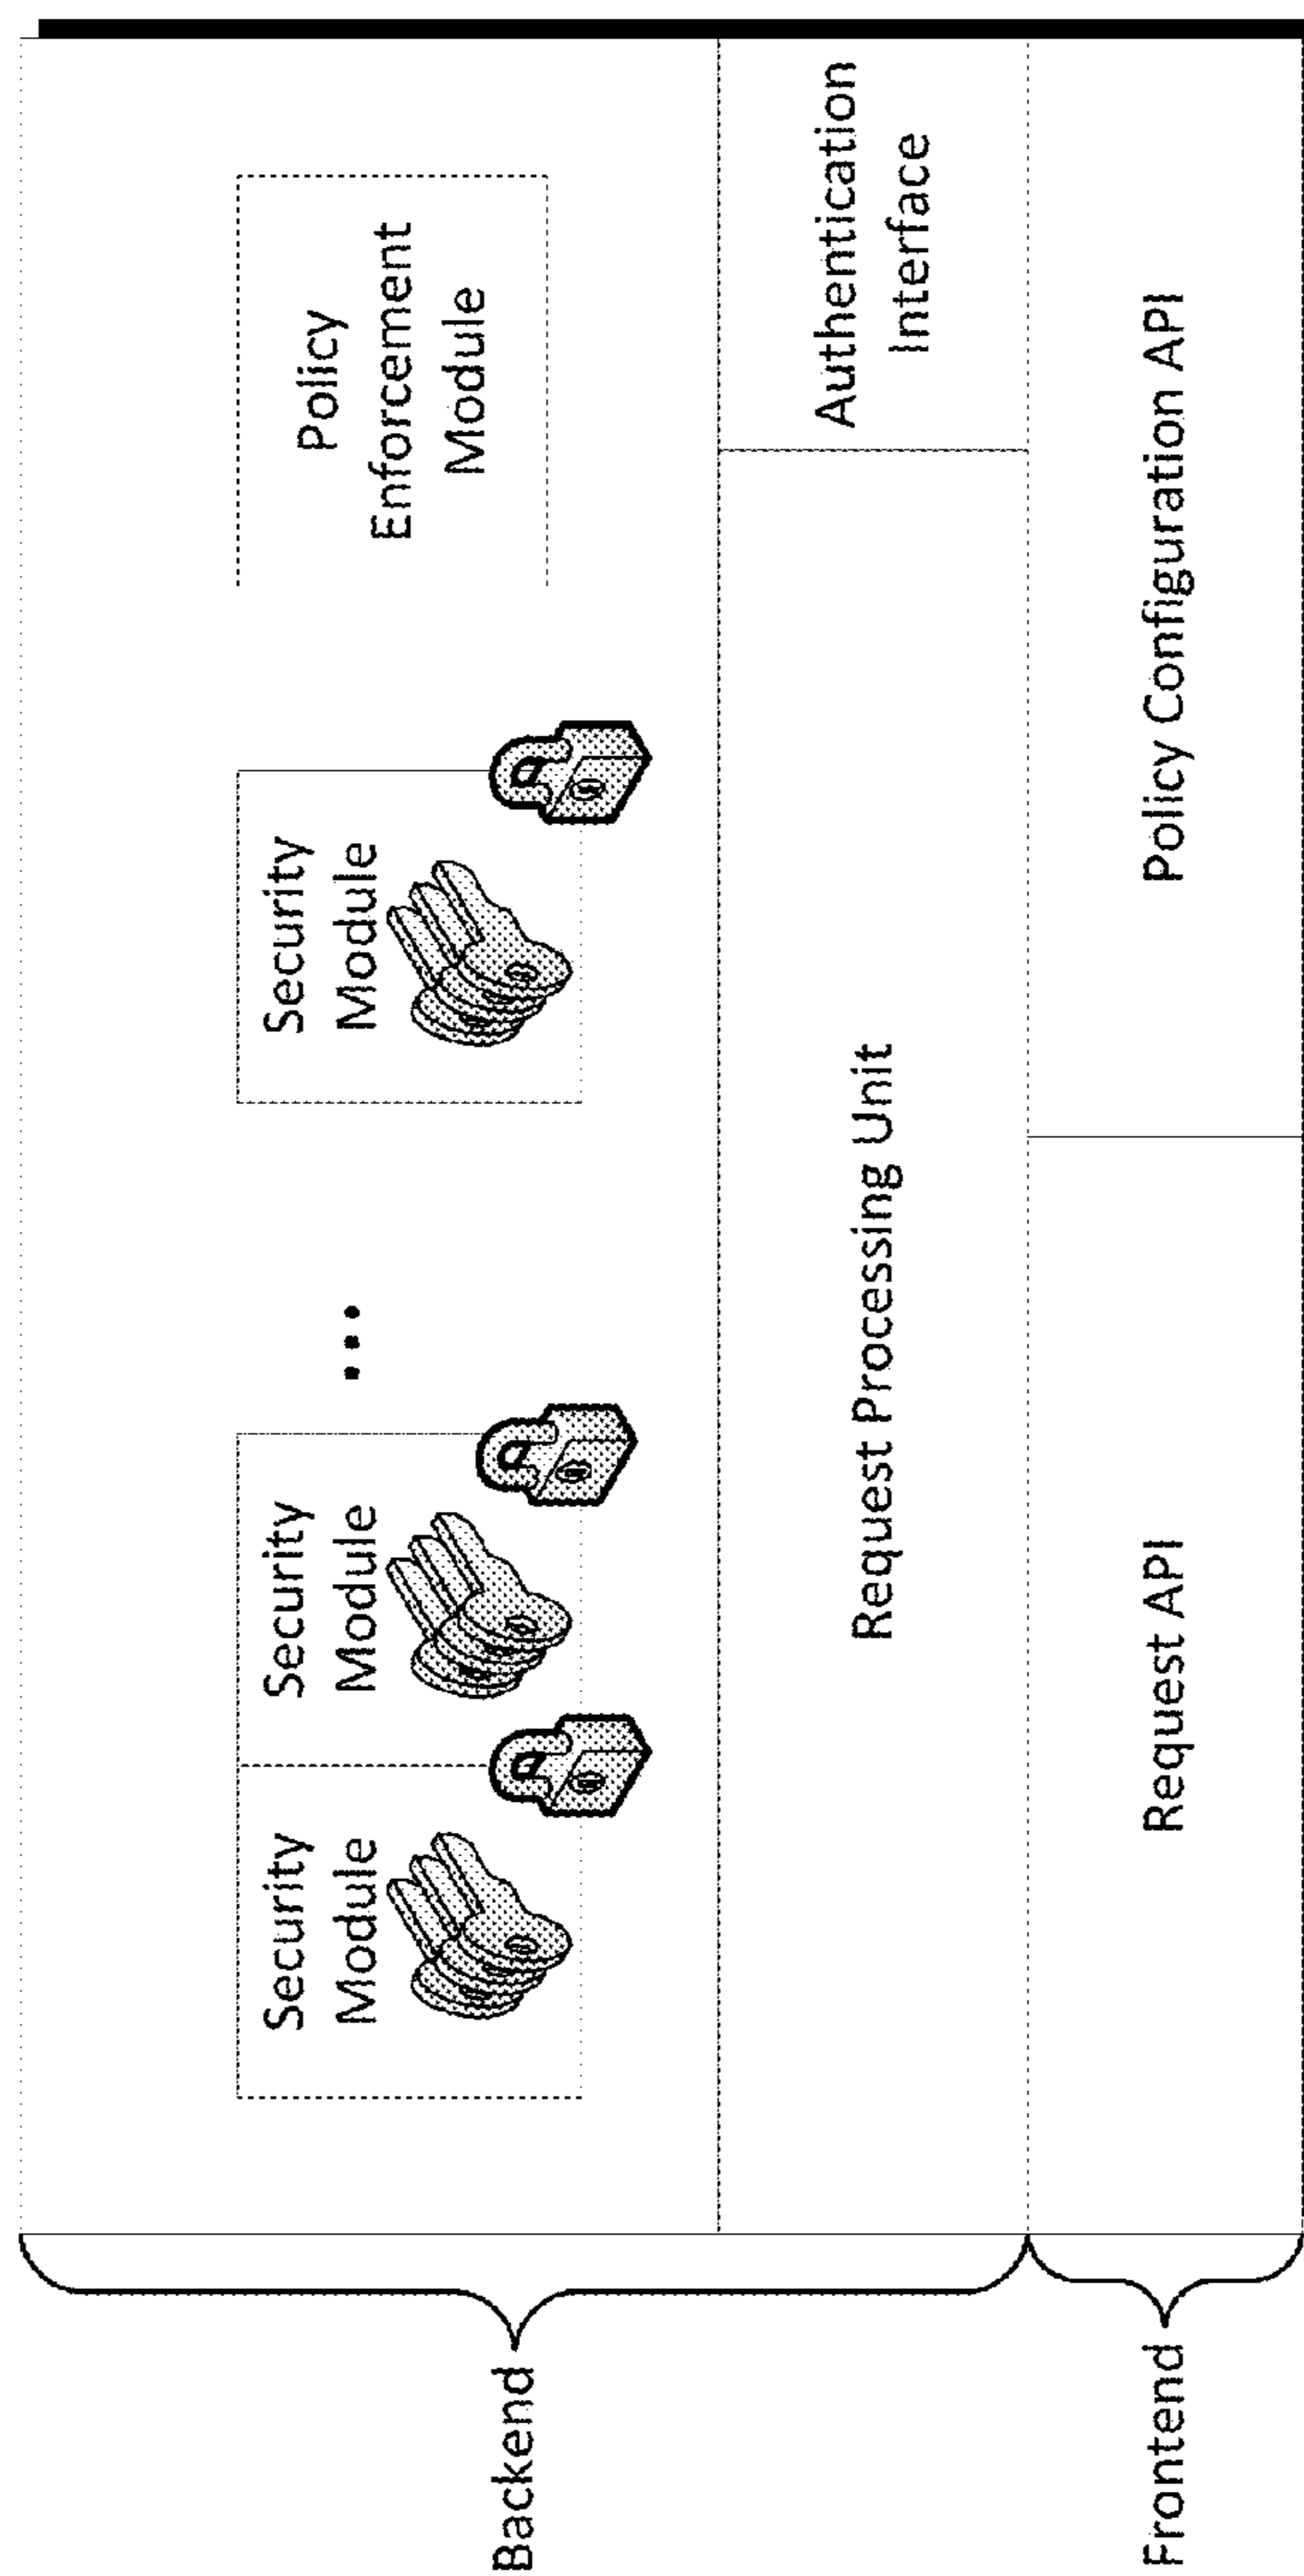 Security
Module
Security
Module
...
Security
Module
Policy
Enforcement
Module
Backend
Request Processing Unit
Authentication
Interface
Frontend
Request API
Policy Configuration API